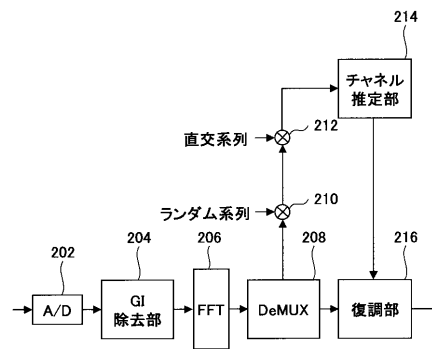 214
チャネル
推定部
直交系列
212
ランダム系列
210
202
204
206
208
216
A/D
GI
除去部
FFT
DeMUX
復調部